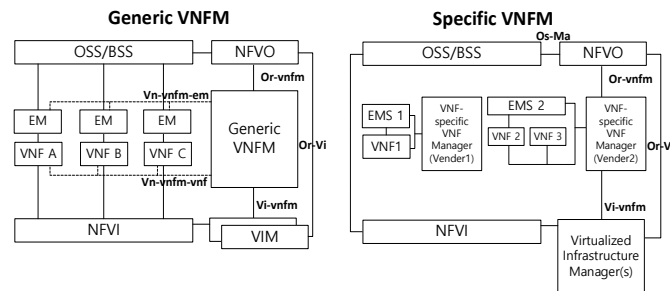 Generic VNFM
OSS/BSS
NFVO
Or-vnfm
Vn-vnfm-em
EM
EM
EM
Generic
VNFM
VNF A
VNF B
VNF C
Or-Vi
Vn-vnfm-vnf
Vi-vnfm
NFVI
VIM
Specific VNFM
Os-Ma
OSS/BSS
NFVO
Or-vnfm
EMS 1
VNF1
VNF-
specific
VNF
Manager
(Vender1)
EMS 2
VNF 2
VNF 3
VNF-
specific
VNF
Manager
(Vender2)
Or-V
Vi-vnfm
NFVI
Virtualized
Infrastructure
Manager(s)